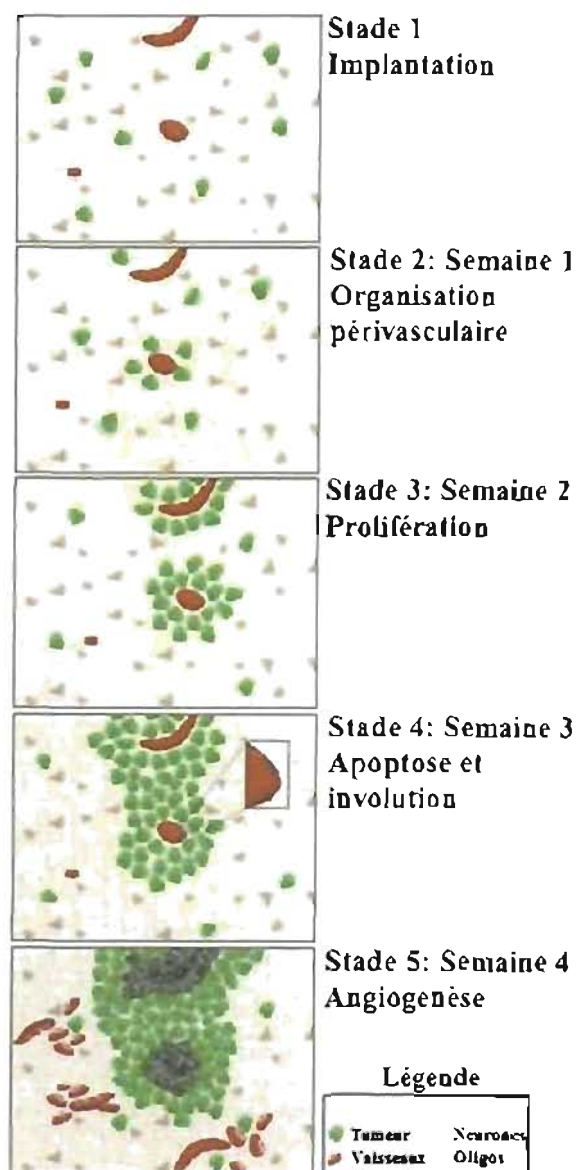 Stade 1
Implantation
Stade 2: Semaine 1
Organisation
périvasculaire
Stade 3: Semaine 2
Prolifération
Stade 4: Semaine 3
Apoptose et
involution
Stade 5: Semaine 4
Angiogenèse
Légende
Tumeur Neurones
Vaisseaux Oligos